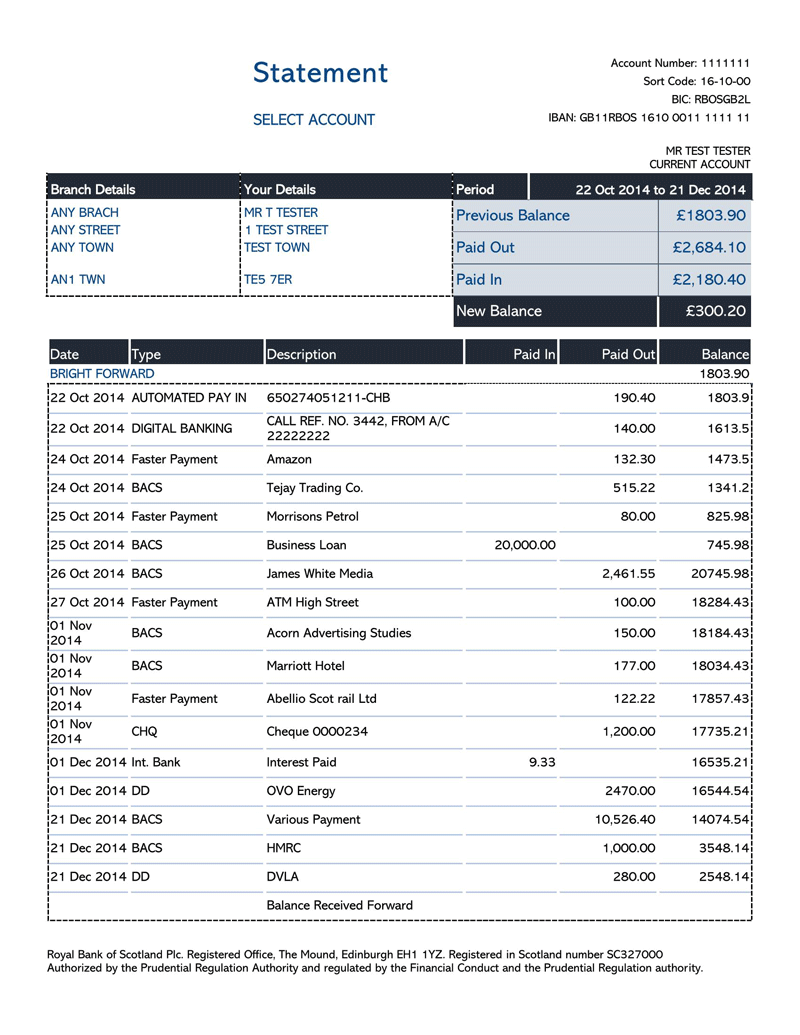 Statement
SELECT ACCOUNT
Account Number: 1111111
Sort Code: 16-10-00
BIC: RBOSGB2L
IBAN: GB11RBOS 1610 0011 1111 11
MR TEST TESTER
CURRENT ACCOUNT
Branch Details Your Details Period 22 Oct 2014 to 21 Dec 2014
ANY BRACH MR T TESTER Previous Balance £1803.90
ANY STREET 1 TEST STREET
ANY TOWN TEST TOWN Paid Out £2,684.10
AN1 TWN TE5 7ER Paid In £2,180.40
New Balance £300.20
Date Type Description Paid In Paid Out Balance
BRIGHT FORWARD 1803.90
22 Oct 2014 AUTOMATED PAY IN 650274051211-CHB 190.40 1803.9
22 Oct 2014 DIGITAL BANKING CALL REF. NO. 3442, FROM A/C
22222222 140.00 1613.5
24 Oct 2014 Faster Payment Amazon 132.30 1473.5
24 Oct 2014 BACS Tejay Trading Co. 515.22 1341.2
25 Oct 2014 Faster Payment Morrisons Petrol 80.00 825.98
25 Oct 2014 BACS Business Loan 20,000.00 745.98
26 Oct 2014 BACS James White Media 2,461.55 20745.98
27 Oct 2014 Faster Payment ATM High Street 100.00 18284.43
01 Nov
2014 BACS Acorn Advertising Studies 150.00 18184.43
01 Nov
2014 BACS Marriott Hotel 177.00 18034.43
01 Nov
2014 Faster Payment Abellio Scot rail Ltd 122.22 17857.43
01 Nov
2014 CHQ Cheque 0000234 1,200.00 17735.21
01 Dec 2014 Int. Bank Interest Paid 9.33 16535.21
01 Dec 2014 DD OVO Energy 2470.00 16544.54
21 Dec 2014 BACS Various Payment 10,526.40 14074.54
21 Dec 2014 BACS HMRC 1,000.00 3548.14
21 Dec 2014 DD DVLA 280.00 2548.14
Balance Received Forward
Royal Bank of Scotland Plc. Registered Office, The Mound, Edinburgh EH1 1YZ. Registered in Scotland number SC327000
Authorized by the Prudential Regulation Authority and regulated by the Financial Conduct and the Prudential Regulation authority.